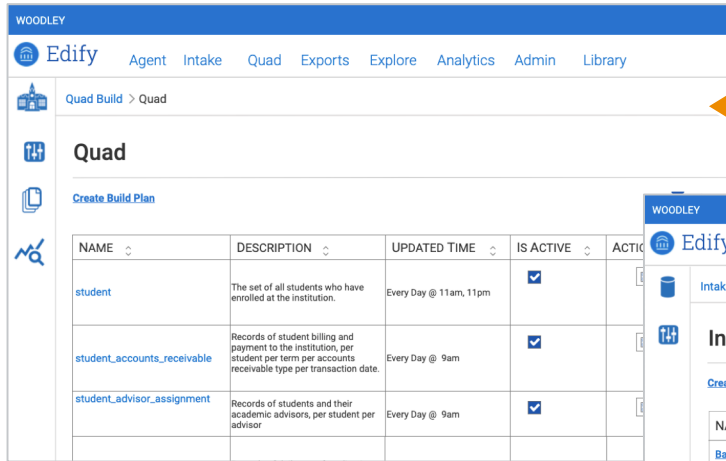 WOODLEY
Edify Agent Intake Quad Exports Explore Analytics Admin Library
Quad Build > Quad
Quad
Create Build Plan
NAME DESCRIPTION UPDATED TIME IS ACTIVE
student
The set of all students who have
enrolled at the institution.
Every Day @ 11am, 11pm
student_accounts_receivable
Records of student billing and
payment to the institution, per
student per term per accounts
receivable type per transaction date.
Every Day @ 9am
student_advisor_assignment
Records of students and their
academic advisors, per student per
advisor
Every Day @ 9am
WOODLEY
Edify